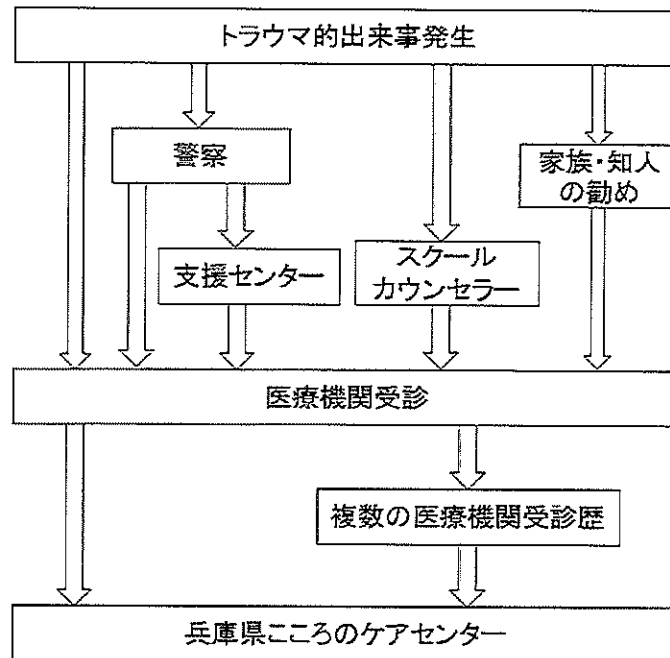 トラウマ的出来事発生
警察
家族・知人
の勧め
支援センター
スクール
カウンセラー
医療機関受診
複数の医療機関受診歴
兵庫県こころのケアセンター